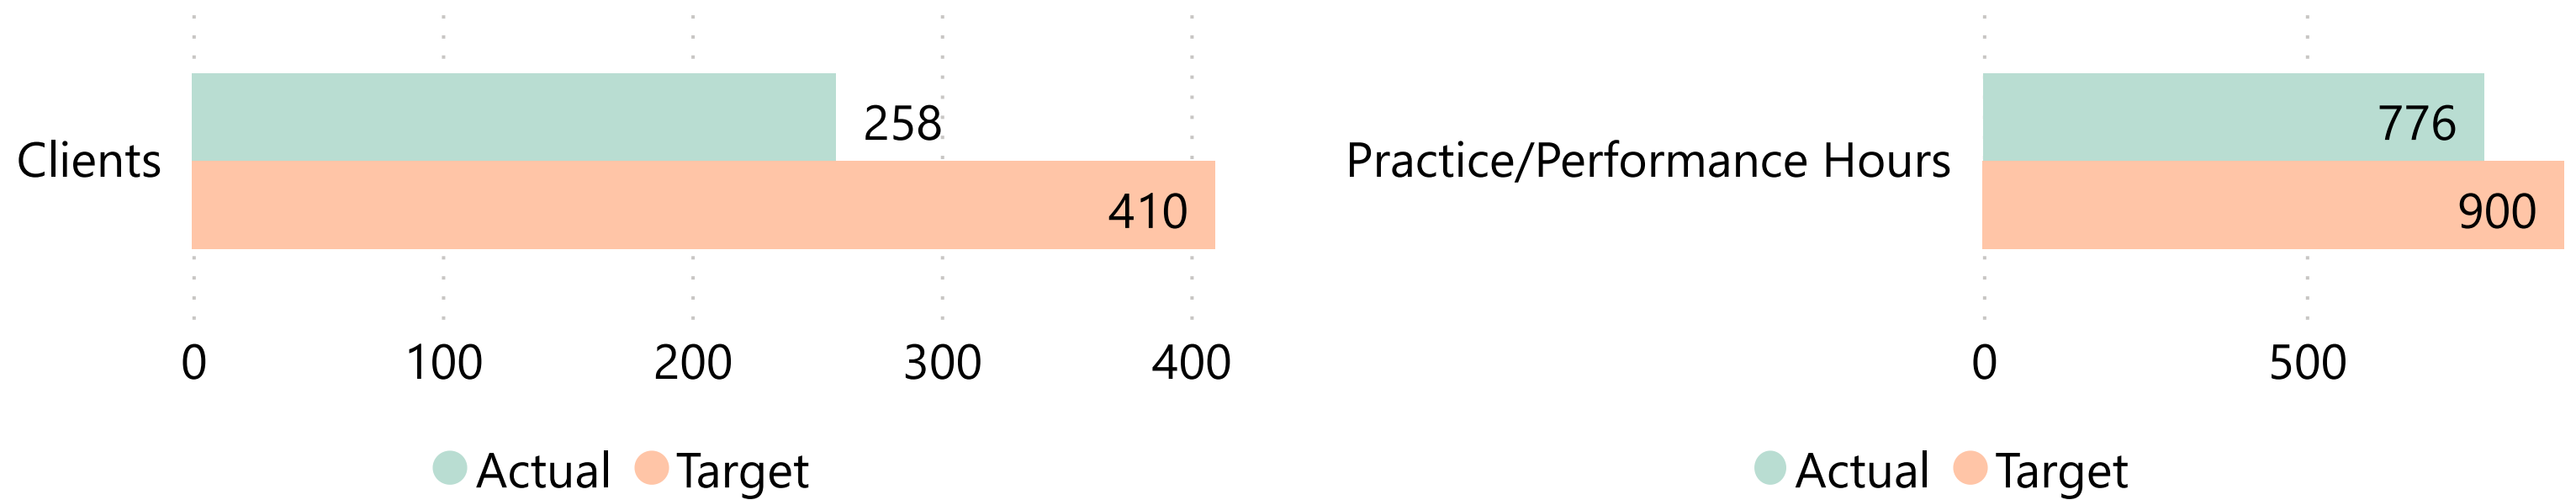 258
Clients
410
0 100 200 300 400
Actual Target
776
Practice/Performance Hours
900
0 500
Actual Target